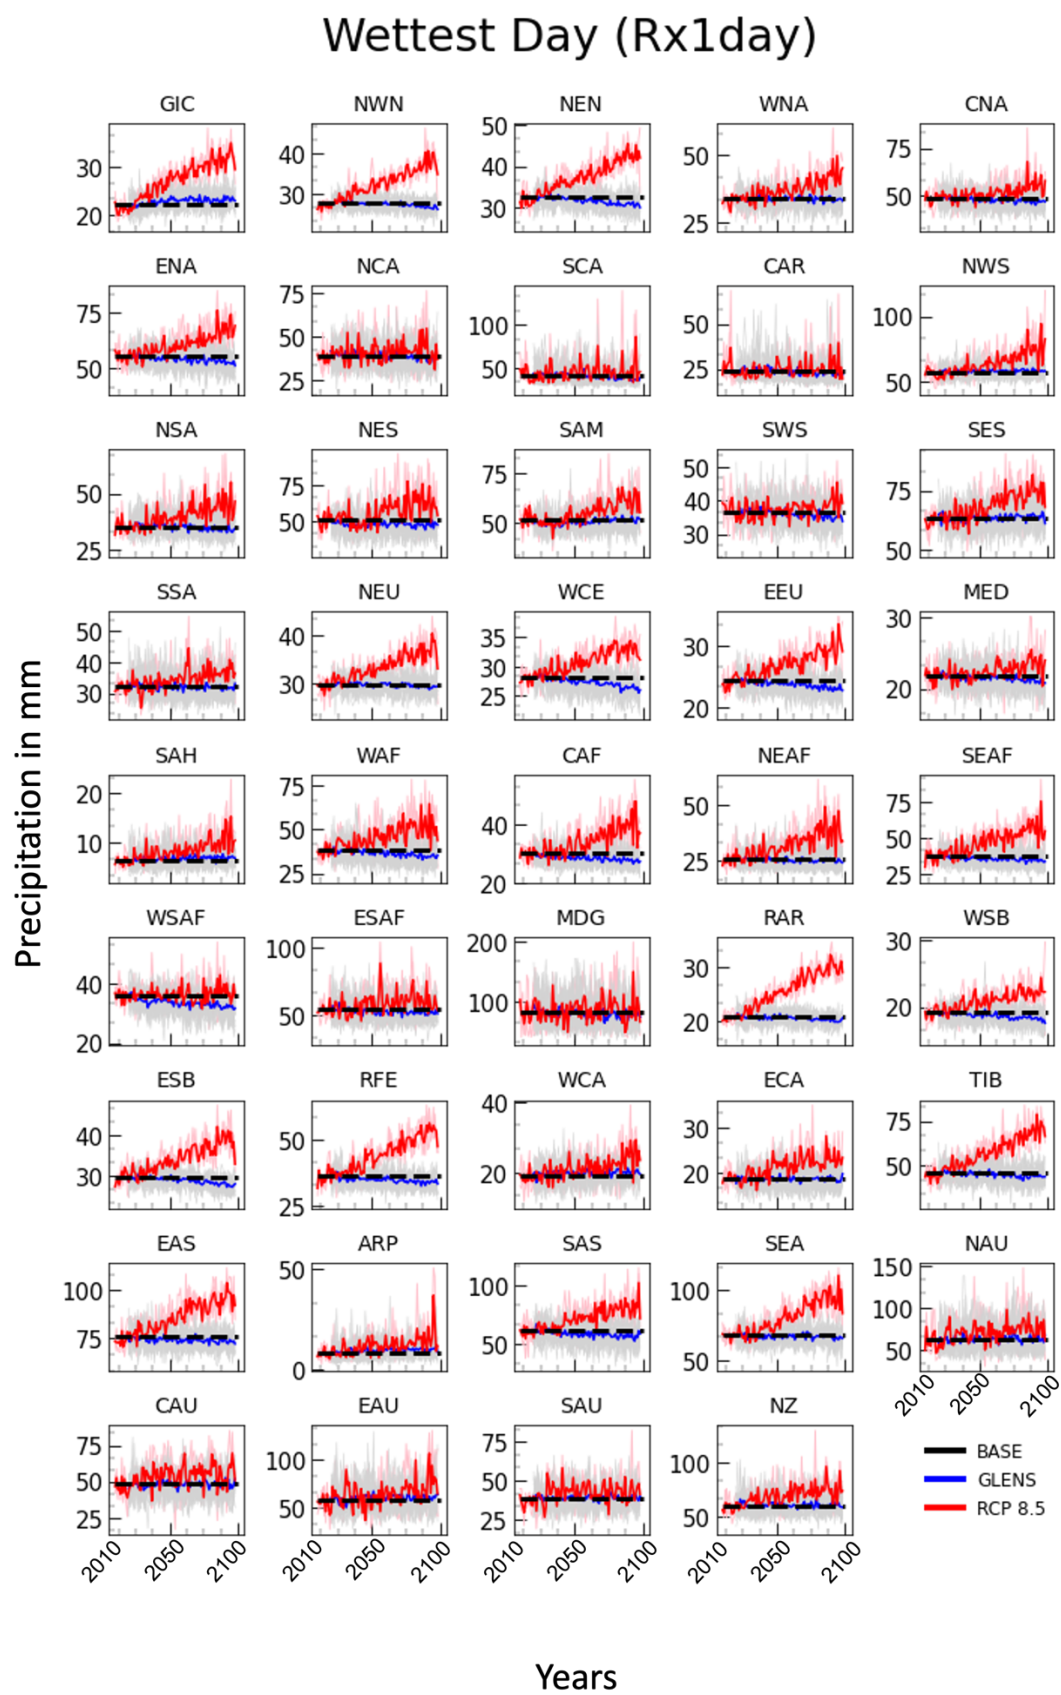 Wettest Day (Rx1day)
GIC NWN NEN WNA CNA
30 20
40 30
50 40 30
50 25
75 50
ENA NCA SCA CAR NWS
75 50
75 50 25
100 50
50 25
100 50
NSA NES SAM SWS SES
50 25
75 50
75 50
50 40 30
75 50
SSA NEU WCE EEU MED
50 40 30
40 30
35 30 25
30 20
30 20
SAH WAF CAF NEAF SEAF
20 10
75 50 25
40 20
50 25
75 50 25
WSAF ESAF MDG RAR WSB
40 20
100 50
200 100
30 20
30 20
ESB RFE WCA ECA TIB
40 30
50 25
40 20
30 20
75 50
EAS ARP SAS SEA NAU
100 75
50 0
100 50
100 50
150 100 50
2010 2050 2100
CAU EAU SAU NZ
75 50 25
100 50
75 50 25
100 50
2010 2050 2100
2010 2050 2100
2010 2050 2100
2010 2050 2100
BASE
GLENS
RCP 8.5
Precipitation in mm
Years